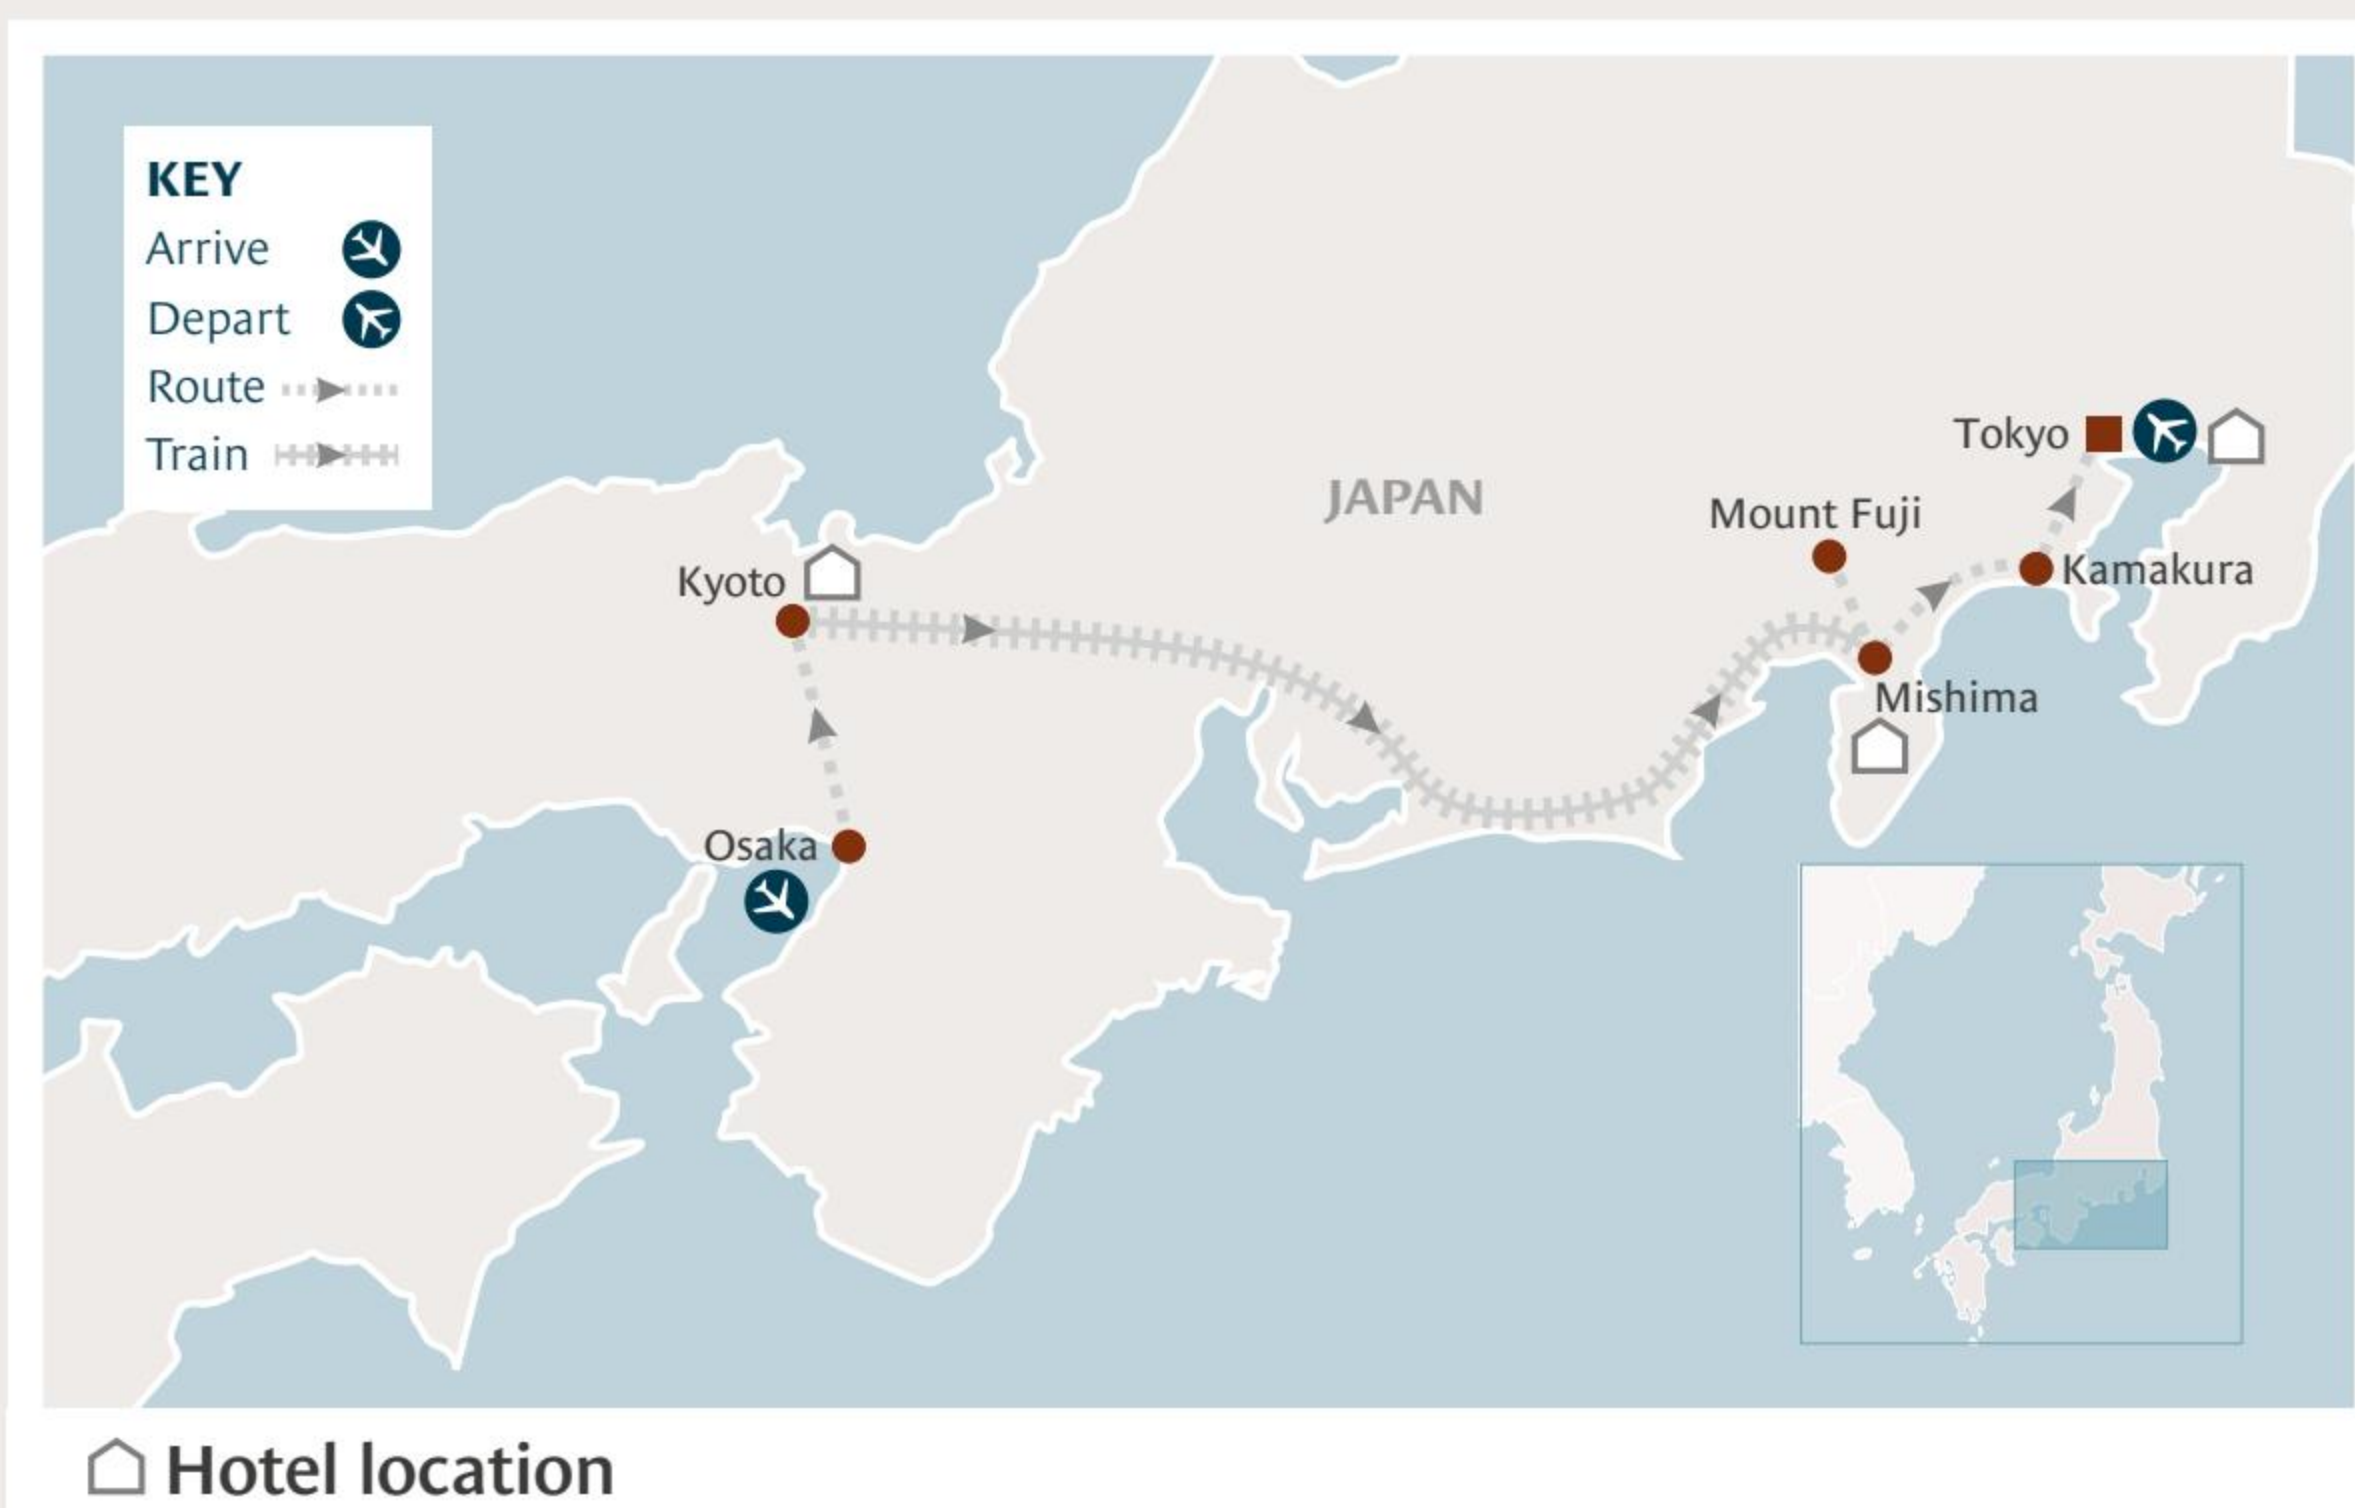 KEY
Arrive
Depart
Route
Train
JAPAN
Tokyo
Mount Fuji
Kamakura
Kyoto
Mishima
Osaka
Hotel location